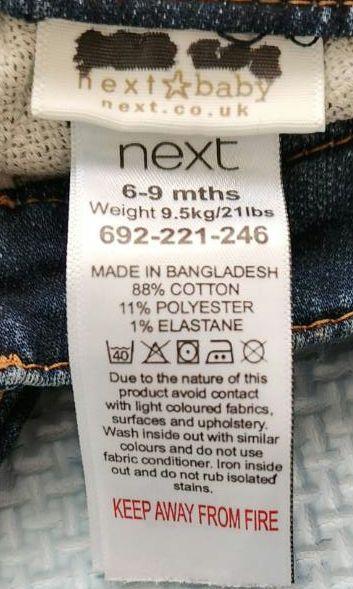 next baby
next.co.uk
next
6-9 mths
Weight 9.5kg/21lbs
692-221-246
MADE IN BANGLADESH
88% COTTON
11% POLYESTER
1% ELASTANE
40
Due to the nature of this
product avoid contact
with light coloured fabrics,
surfaces and upholstery.
Wash inside out with similar
colours and do not use
fabric conditioner. Iron inside
out and do not rub isolated
stains.
KEEP AWAY FROM FIRE